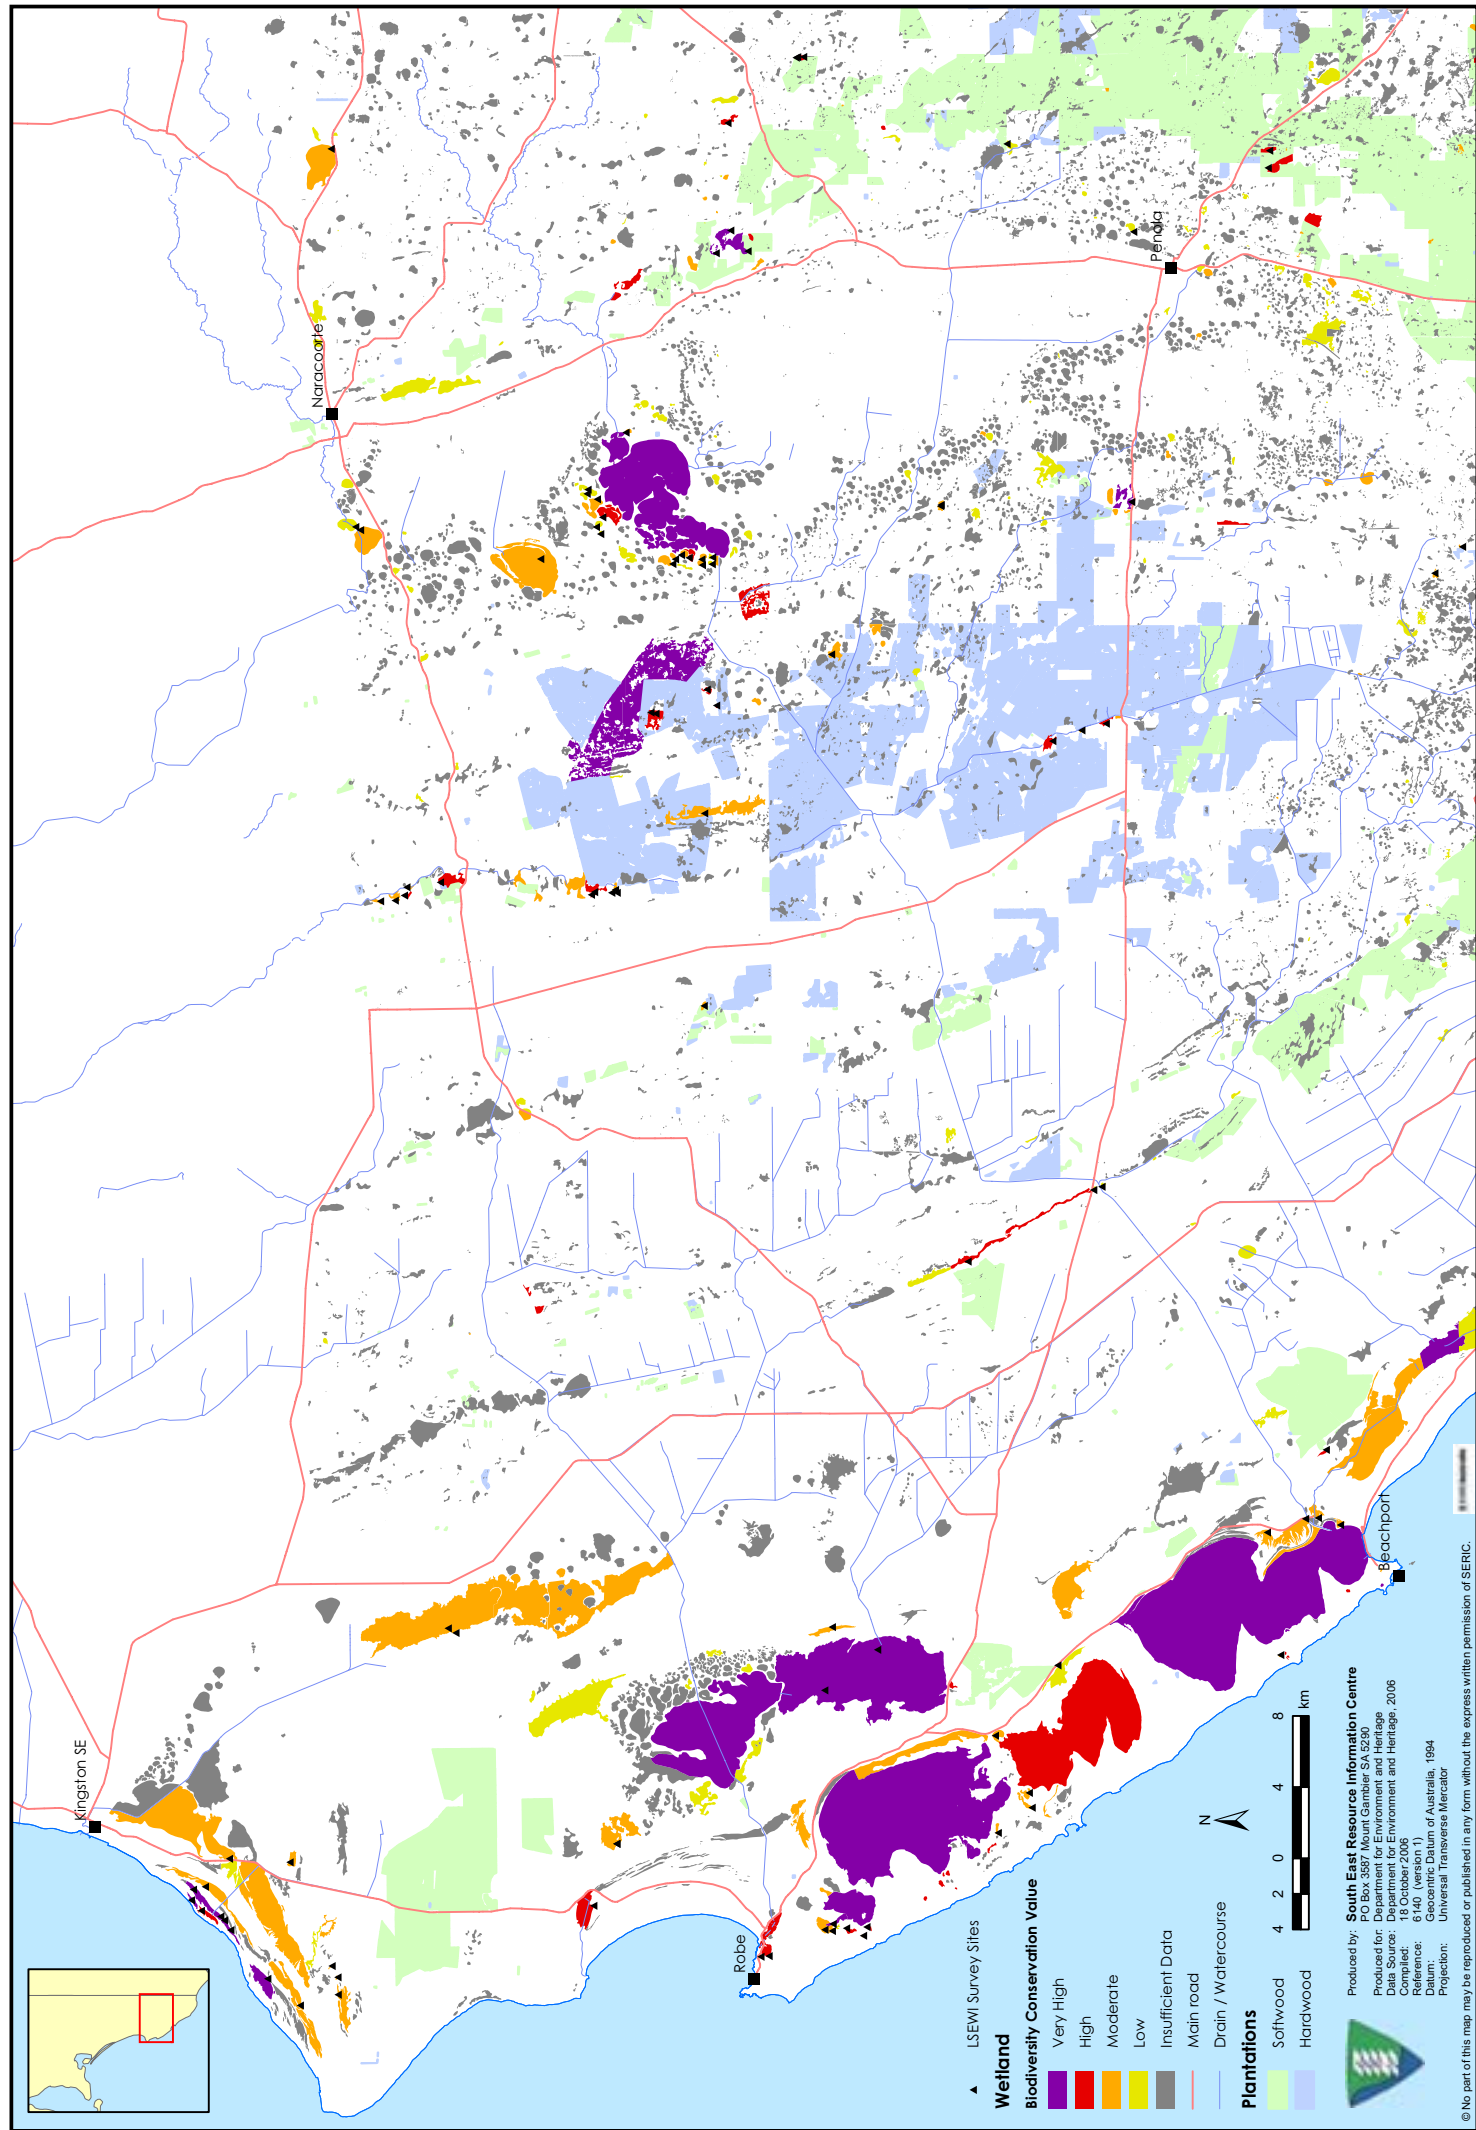 Kingston SE
Naracoorte
Robe
Penola
Beachport
LSEWI Survey Sites
Wetland
Biodiversity Conservation Value
Very High
High
Moderate
Low
Insufficient Data
Main road
Drain / Watercourse
Plantations
Softwood
Hardwood
N
4 2 0 4 8
km
Produced by: South East Resource Information Centre
PO Box 3587 Mount Gambier SA 5290
Produced for: Department for Environment and Heritage
Data Source: Department for Environment and Heritage, 2006
Compiled: 18 October 2006
Reference: 6140 (version 1)
Datum: Geocentric Datum of Australia, 1994
Projection: Universal Transverse Mercator
© No part of this map may be reproduced or published in any form without the express written permission of SERIC.